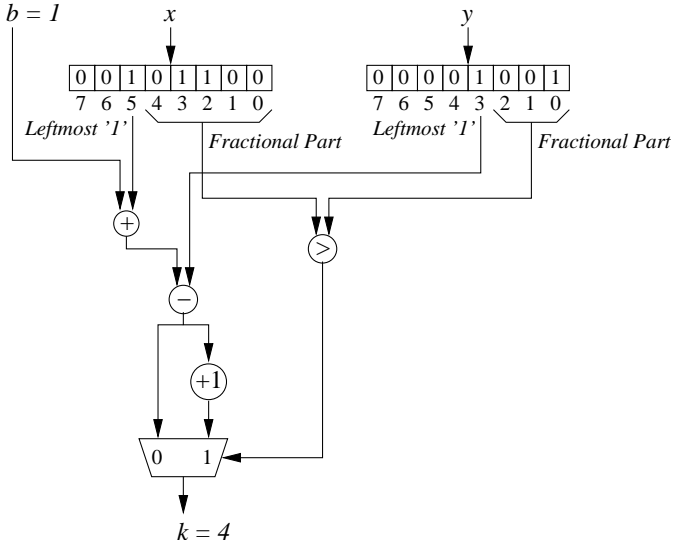 b = 1 x y
0 0 1 0 1 1 0 0 0 0 0 0 1 0 0 1
7 6 5 4 3 2 1 0 7 6 5 4 3 2 1 0
Leftmost '1' Fractional Part Leftmost '1' Fractional Part
+ >
−
+1
0 1
k = 4